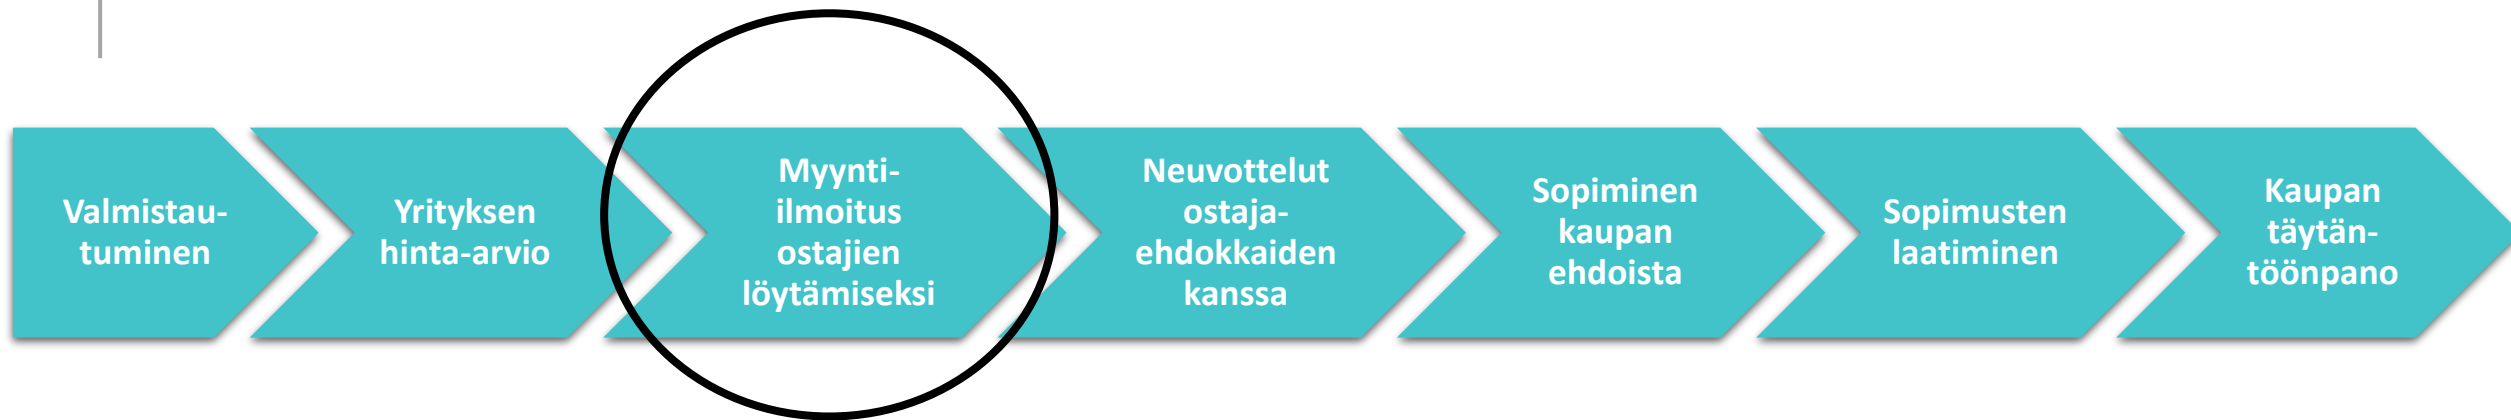 Valmistau-
tuminen
Yrityksen
hinta-arvio
Myynti-
ilmoitus
ostajien
löytämiseksi
Neuvottelut
ostaja-
ehdokkaiden
kanssa
Sopiminen
kaupan
ehdoista
Sopimusten
laatiminen
Kaupan
täytän-
töönpano